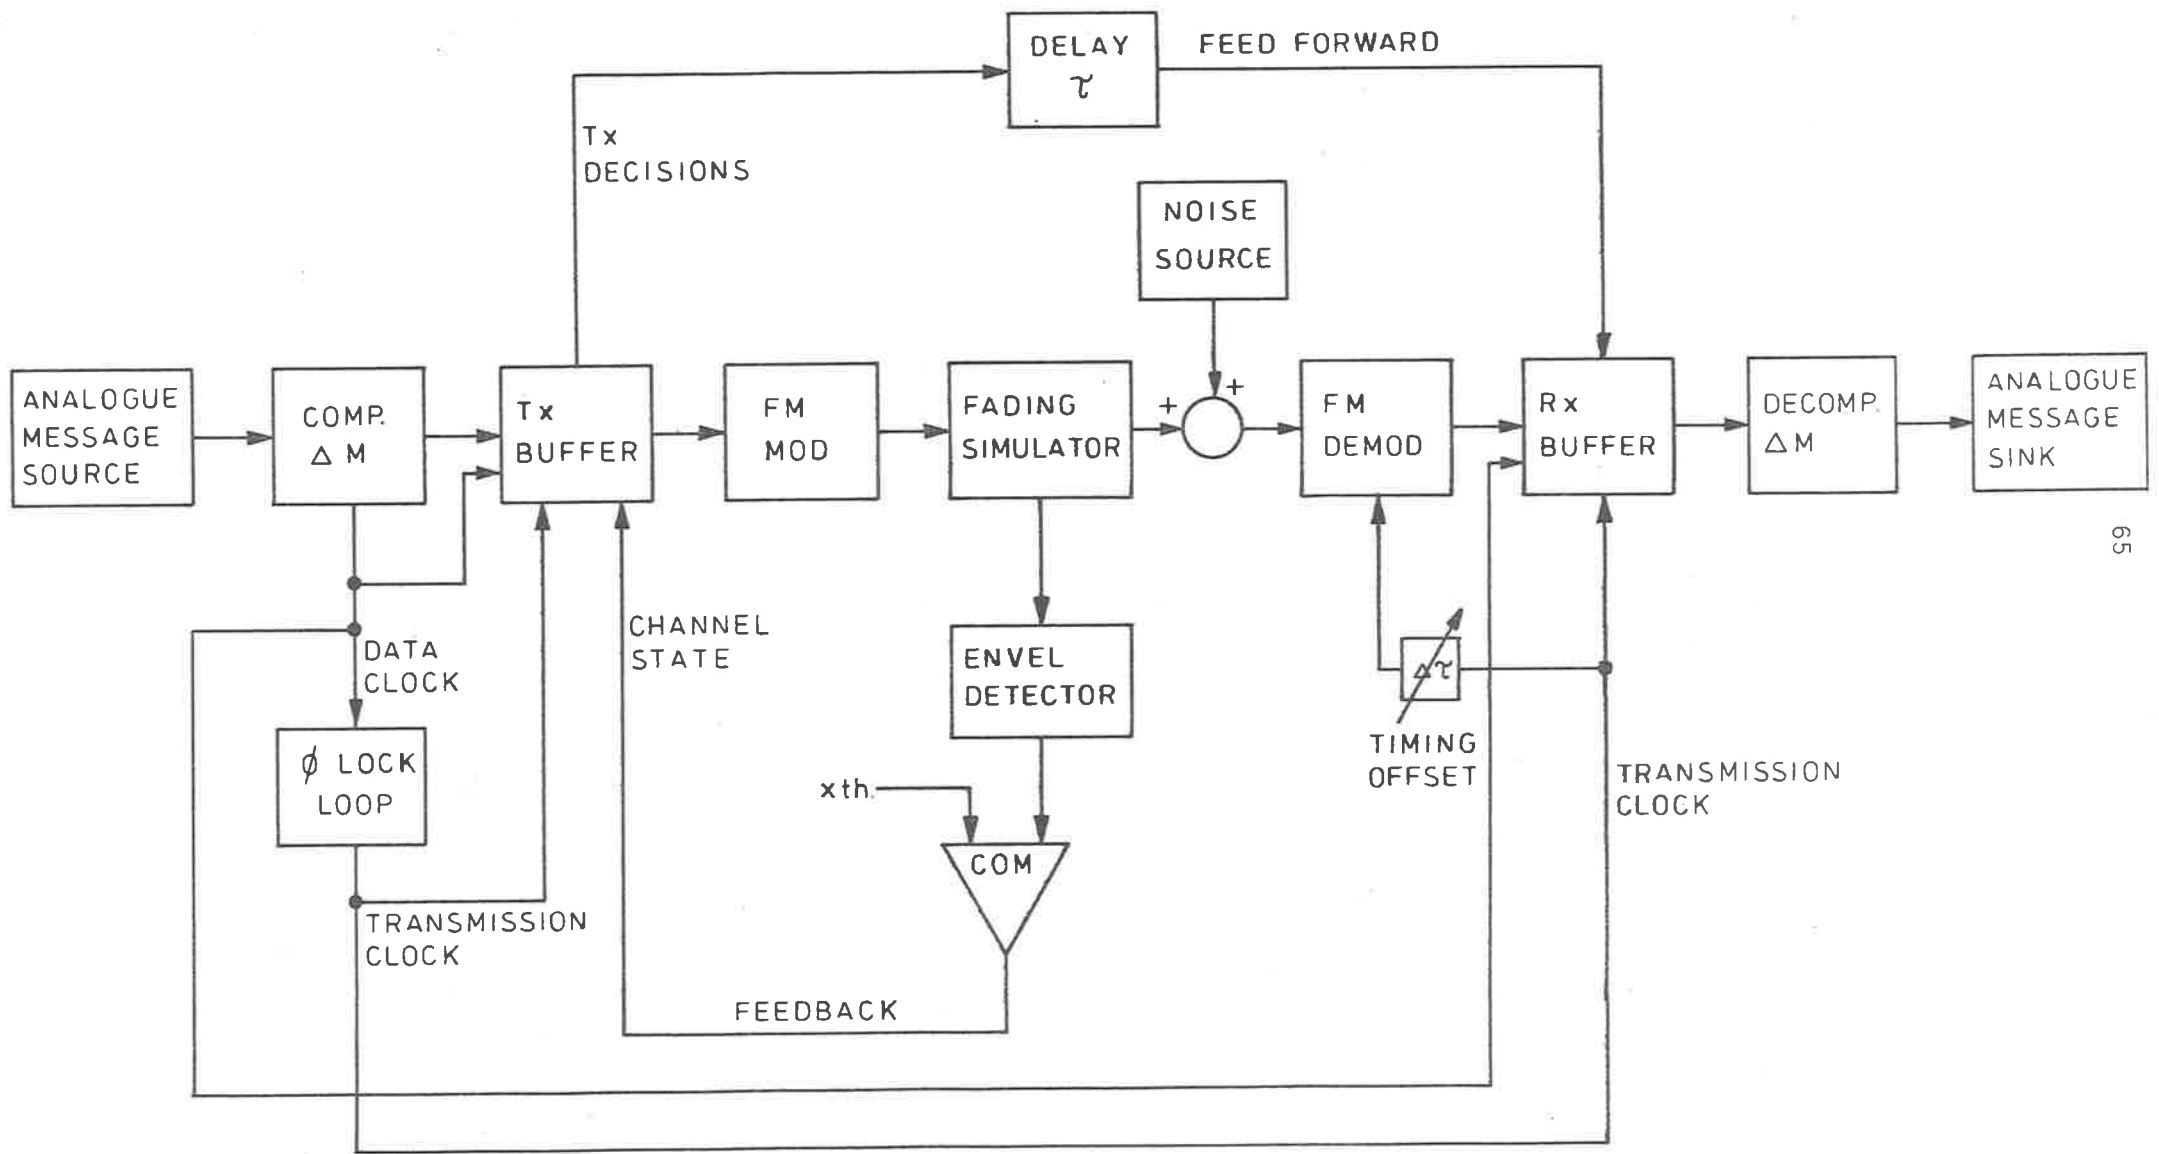 DELAY
τ
FEED FORWARD
Tx
DECISIONS
NOISE
SOURCE
ANALOGUE
MESSAGE
SOURCE
COMP.
Δ M
Tx
BUFFER
FM
MOD
FADING
SIMULATOR
+
+
FM
DEMOD
Rx
BUFFER
DECOMP.
Δ M
ANALOGUE
MESSAGE
SINK
65
DATA
CLOCK
CHANNEL
STATE
ENVEL
DETECTOR
Δτ
TIMING
OFFSET
TRANSMISSION
CLOCK
ϕ LOCK
LOOP
xth.
COM
TRANSMISSION
CLOCK
FEEDBACK